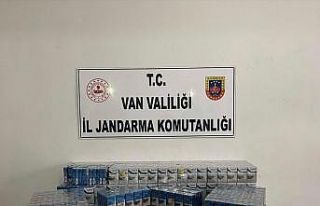 T.C.
VAN VALİLİĞİ
İL JANDARMA KOMUTANLIĞI